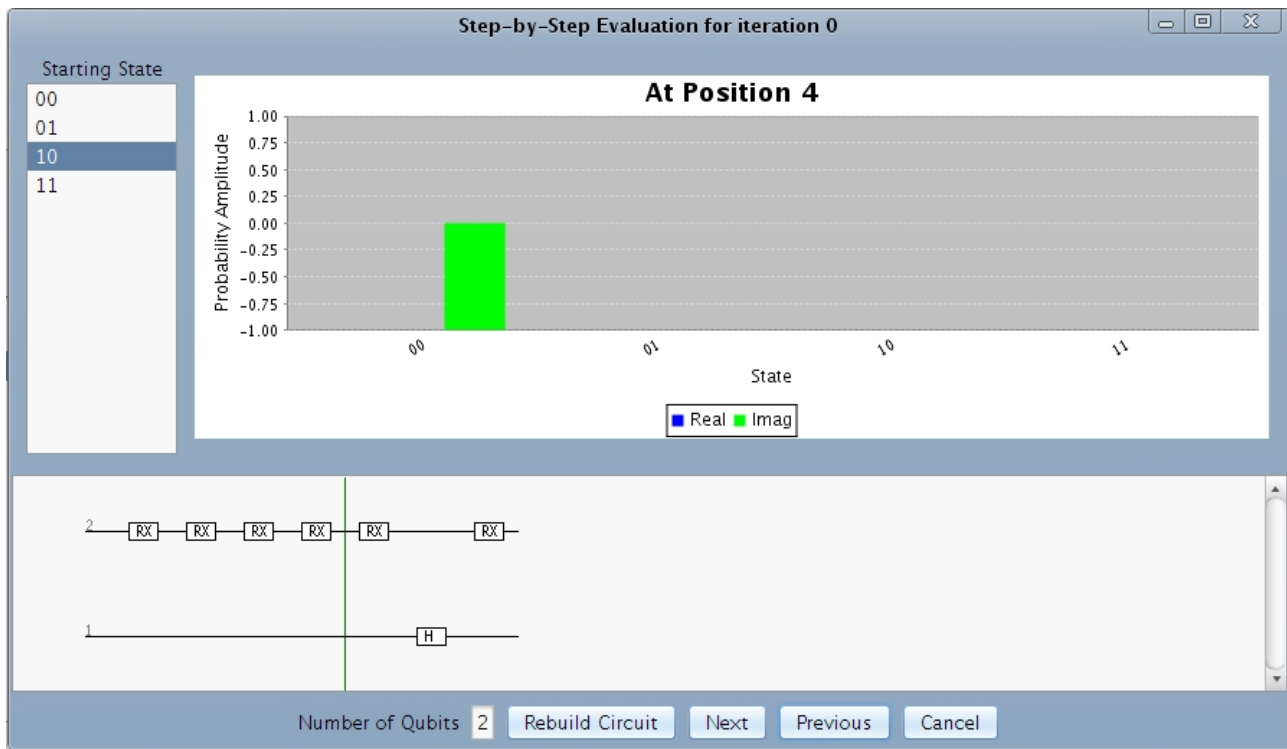 Step-by-Step Evaluation for iteration 0
Starting State
00
01
10
11
At Position 4
Probability Amplitude
1.00
0.75
0.50
0.25
0.00
-0.25
-0.50
-0.75
-1.00
00 01 10 11
State
Real Imag
2 RX RX RX RX RX RX
1 H
Number of Qubits 2 Rebuild Circuit Next Previous Cancel